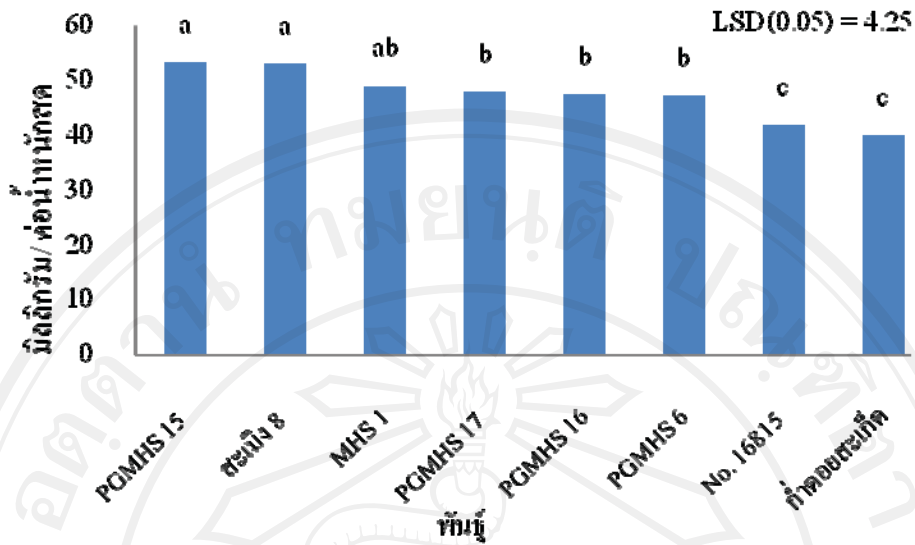 LSD(0.05) = 4.25
a a ab b b b c c
60
50
40
30
20
10
0
มิลลิกรัม/ ต่อน้ำหนักสด
PGMHS 15
สะเมิง 8
MHS 1
PGMHS 17
PGMHS 16
PGMHS 6
No. 16815
ก่ำดอยสะเก็ด
พันธุ์